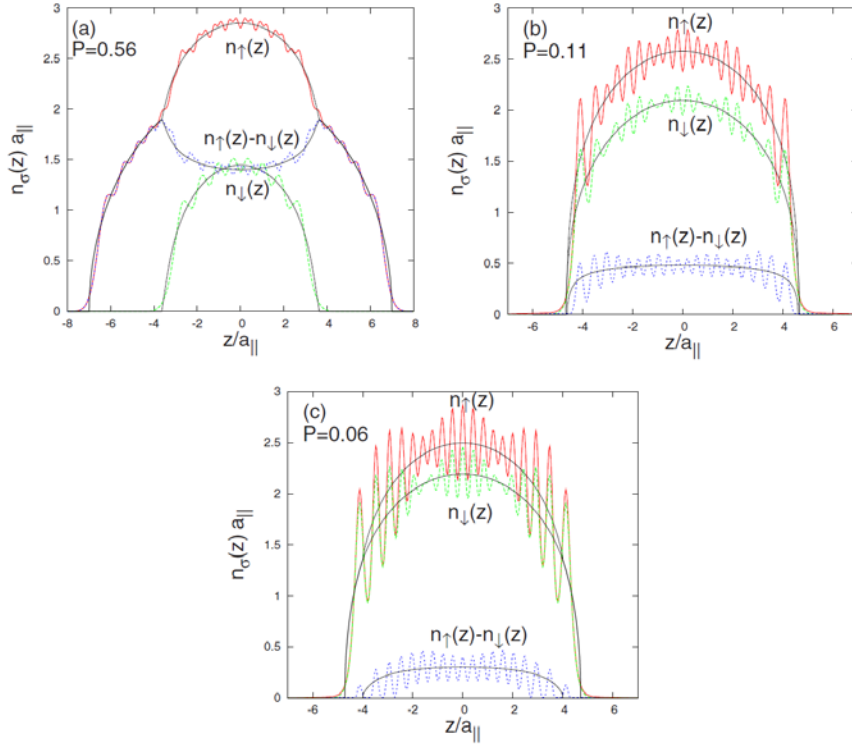 (a)
P=0.56
n↑(z)
n↑(z)-n↓(z)
n↓(z)
nσ(z) a||
3
2.5
2
1.5
1
0.5
0
-8 -6 -4 -2 0 2 4 6 8
z/a||
(b)
P=0.11
n↑(z)
n↓(z)
n↑(z)-n↓(z)
nσ(z) a||
3
2.5
2
1.5
1
0.5
0
-6 -4 -2 0 2 4 6
z/a||
(c)
P=0.06
n↑(z)
n↓(z)
n↑(z)-n↓(z)
nσ(z) a||
3
2.5
2
1.5
1
0.5
0
-6 -4 -2 0 2 4 6
z/a||